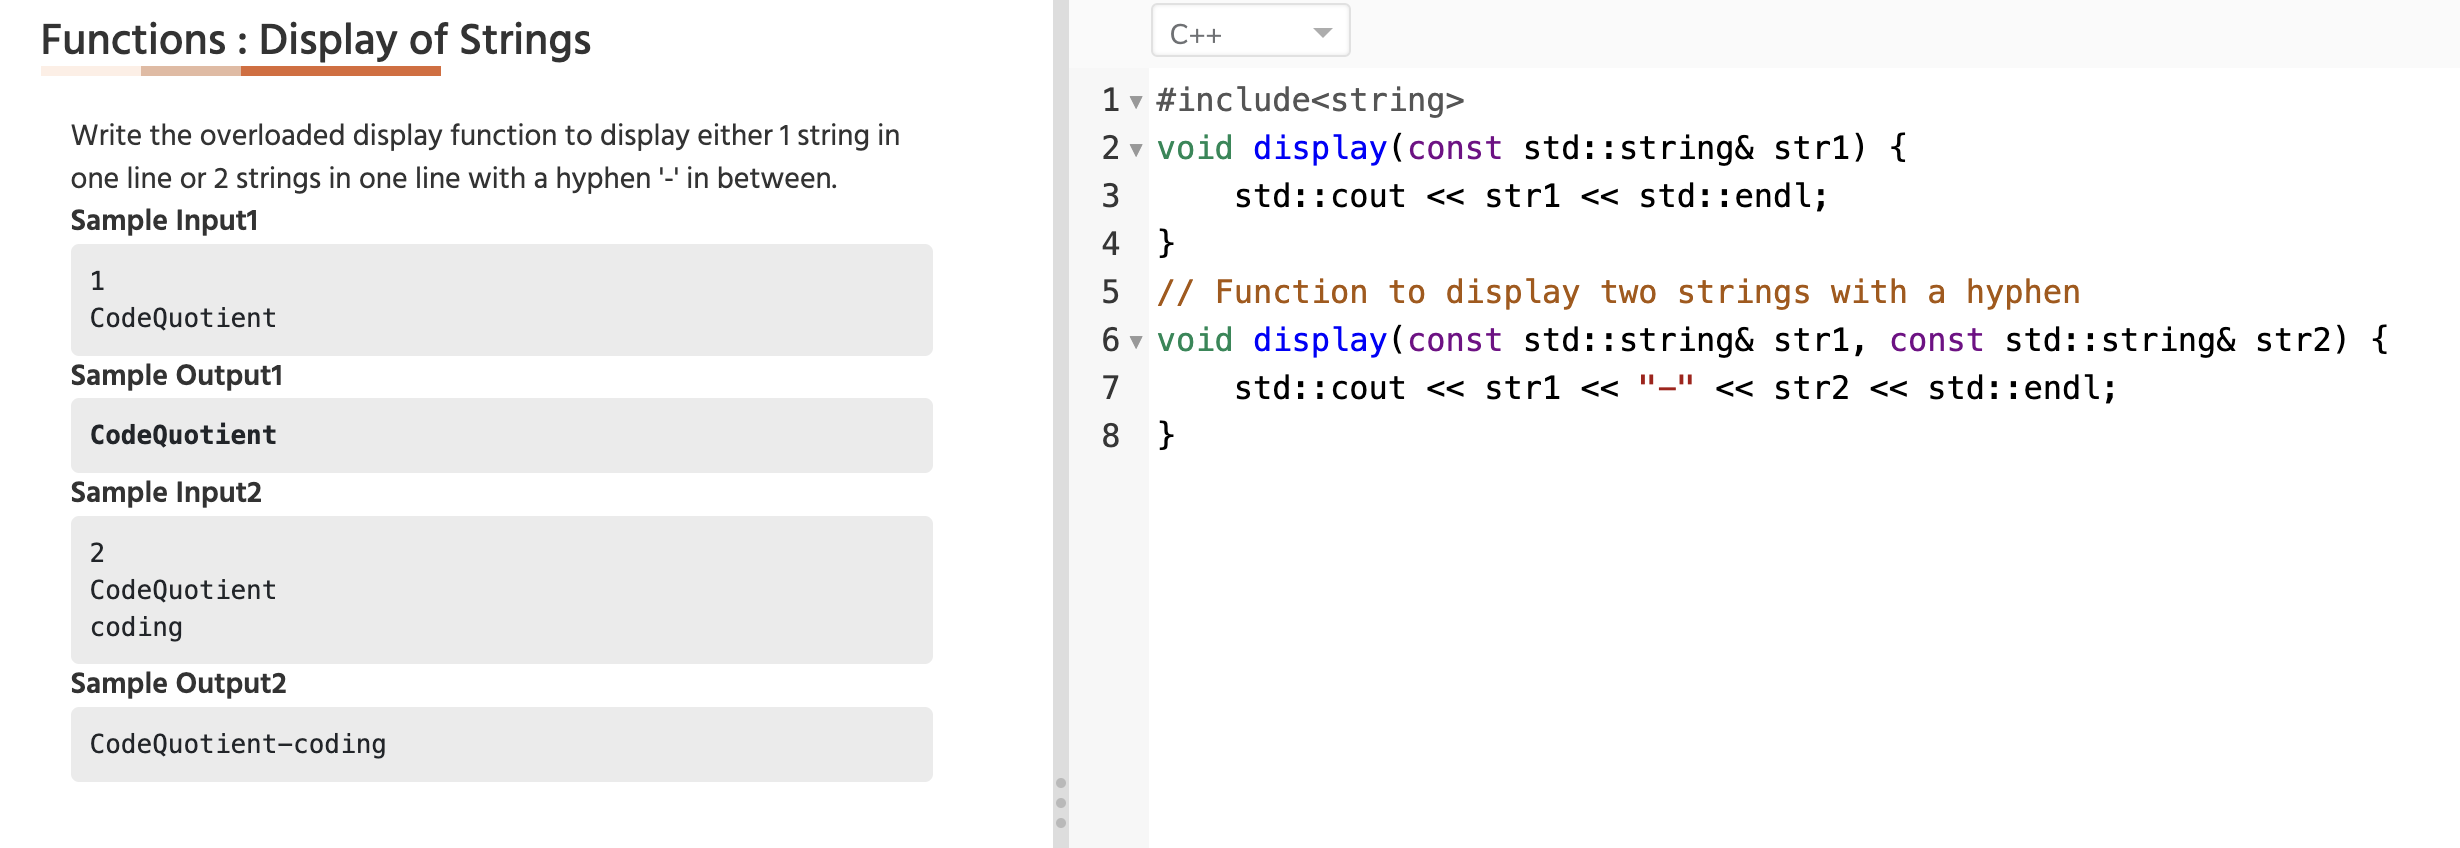 Functions : Display of Strings
Write the overloaded display function to display either 1 string in
one line or 2 strings in one line with a hyphen '-' in between.
Sample Input1
1
CodeQuotient
Sample Output1
CodeQuotient
Sample Input2
2
CodeQuotient
coding
Sample Output2
CodeQuotient-coding
C++
1 #include<string>
2 void display(const std::string& str1) {
3     std::cout << str1 << std::endl;
4 }
5 // Function to display two strings with a hyphen
6 void display(const std::string& str1, const std::string& str2) {
7     std::cout << str1 << "-" << str2 << std::endl;
8 }